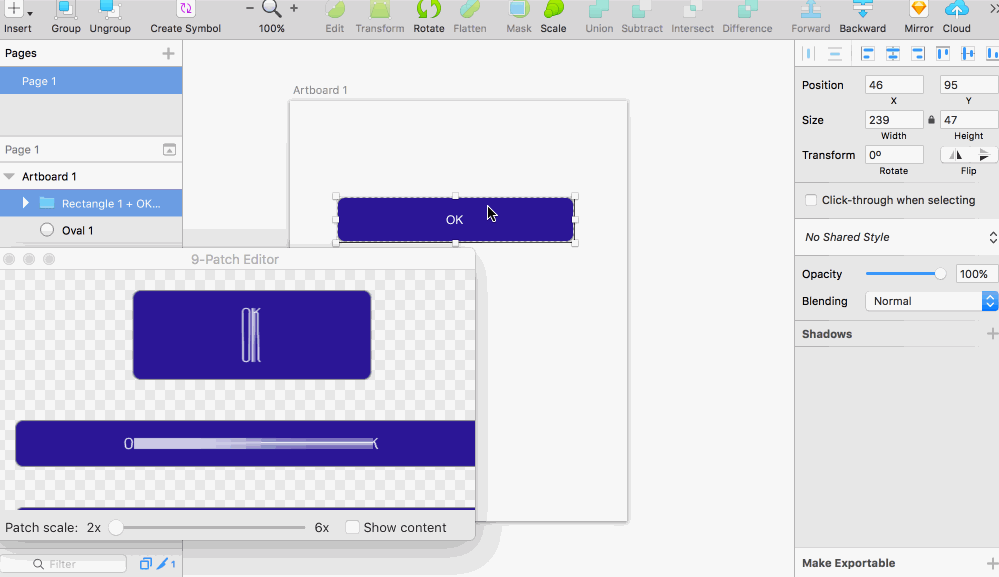 Insert Group Ungroup Create Symbol 100% Edit Transform Rotate Flatten Mask Scale Union Subtract Intersect Difference Forward Backward Mirror Cloud
Pages
Page 1
Page 1
Artboard 1
Rectangle 1 + OK...
Oval 1
Artboard 1
OK
9-Patch Editor
OK
O K
Patch scale: 2x 6x Show content
Filter 1
Position 46 95
X Y
Size 239 47
Width Height
Transform 0º
Rotate Flip
Click-through when selecting
No Shared Style
Opacity 100%
Blending Normal
Shadows
Make Exportable